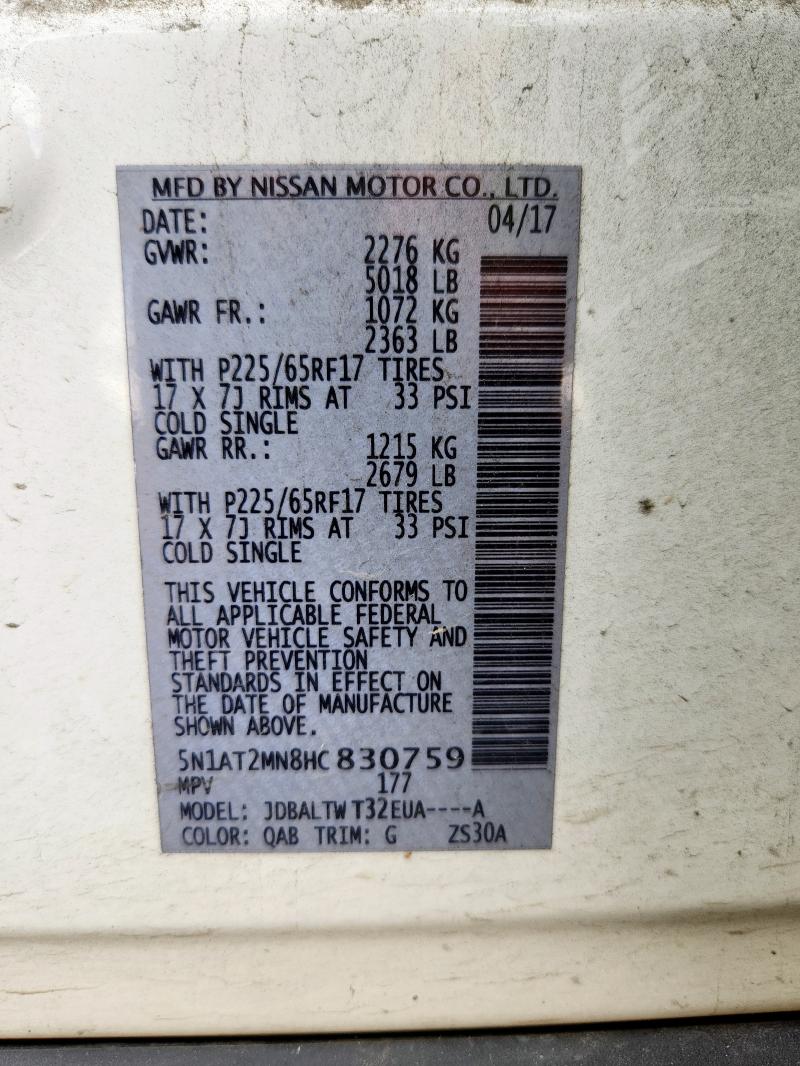 MFD BY NISSAN MOTOR CO., LTD.
DATE: 04/17
GVWR: 2276 KG
5018 LB
GAWR FR.: 1072 KG
2363 LB
WITH P225/65RF17 TIRES
17 X 7J RIMS AT 33 PSI
COLD SINGLE
GAWR RR.: 1215 KG
2679 LB
WITH P225/65RF17 TIRES
17 X 7J RIMS AT 33 PSI
COLD SINGLE
THIS VEHICLE CONFORMS TO
ALL APPLICABLE FEDERAL
MOTOR VEHICLE SAFETY AND
THEFT PREVENTION
STANDARDS IN EFFECT ON
THE DATE OF MANUFACTURE
SHOWN ABOVE.
5N1AT2MN8HC830759
MPV 177
MODEL: JDBALTW T32EUA----A
COLOR: QAB TRIM: G ZS30A